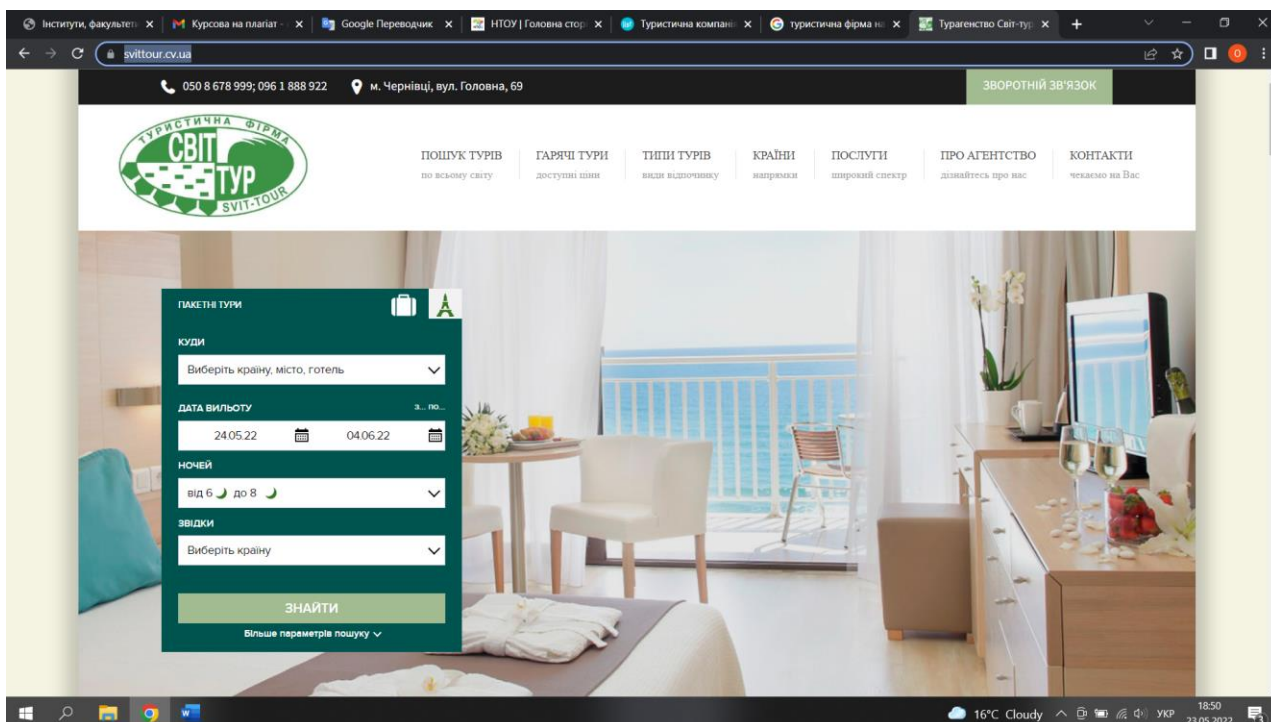 Інститути, факультет
Курсова на плагіат -
Google Переводчик
НТОУ | Головна стор
Туристична компан
туристична фірма на
Турагенство Світ-тур
svittour.cv.ua
050 8 678 999; 096 1 888 922
м. Чернівці, вул. Головна, 69
ЗВОРОТНІЙ ЗВ'ЯЗОК
ТУРИСТИЧНА ФІРМА
СВІТ
ТУР
SVIT-TOUR
ПОШУК ТУРІВ ГАРЯЧІ ТУРИ ТИПИ ТУРІВ КРАЇНИ ПОСЛУГИ ПРО АГЕНТСТВО КОНТАКТИ
по всьому світу доступні ціни види відпочинку напрямки широкий спектр дізнайтесь про нас чекаємо на Вас
ПАКЕТНІ ТУРИ
КУДИ
Виберіть країну, місто, готель
ДАТА ВИЛЬОТУ з... по...
24.05.22 04.06.22
НОЧЕЙ
від 6 до 8
ЗВІДКИ
Виберіть країну
ЗНАЙТИ
Більше параметрів пошуку
16°C Cloudy УКР 18:50
23.05.2022